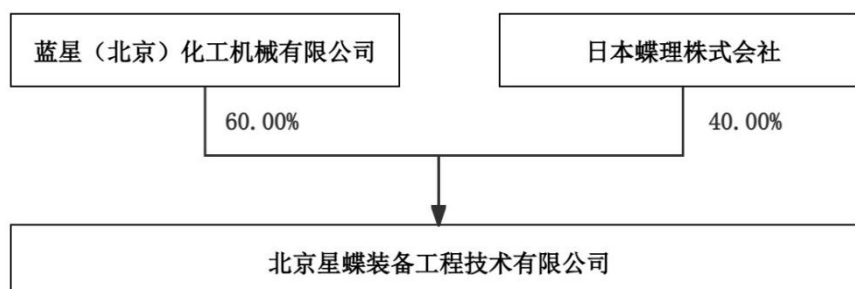 蓝星（北京）化工机械有限公司
日本蝶理株式会社
60.00%
40.00%
北京星蝶装备工程技术有限公司